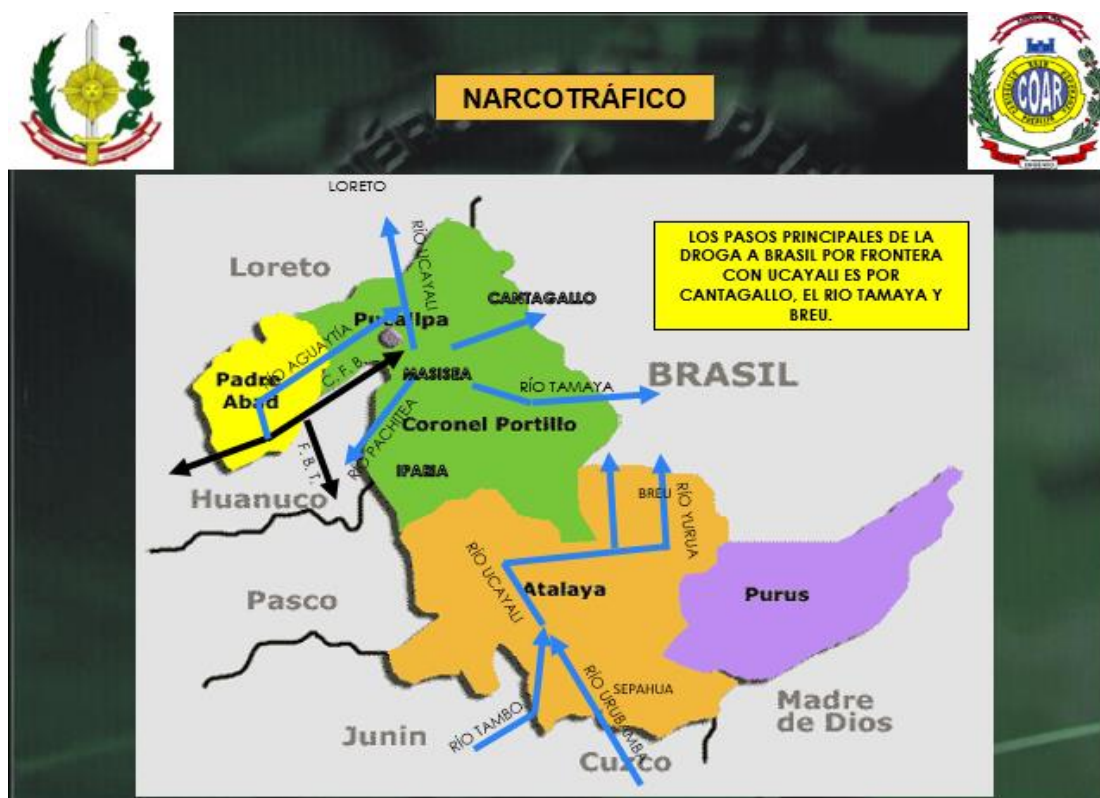 NARCOTRÁFICO
COAR
LORETO
LOS PASOS PRINCIPALES DE LA
DROGA A BRASIL POR FRONTERA
CON UCAYALI ES POR
CANTAGALLO, EL RIO TAMAYA Y
BREU.
RÍO UCAYALI
Loreto
CANTAGALLO
Pucallpa
RÍO AGUAYTÍA
C. F. B.
Padre
Abad
MASISEA
RÍO TAMAYA
BRASIL
Coronel Portillo
RÍO PACHITEA
F. B. T.
IPARIA
Huanuco
BREU
RÍO YURUA
RÍO UCAYALI
Atalaya
Purus
Pasco
SEPAHUA
RÍO URUBAMBA
Madre
de Dios
RÍO TAMBO
Junin
Cuzco